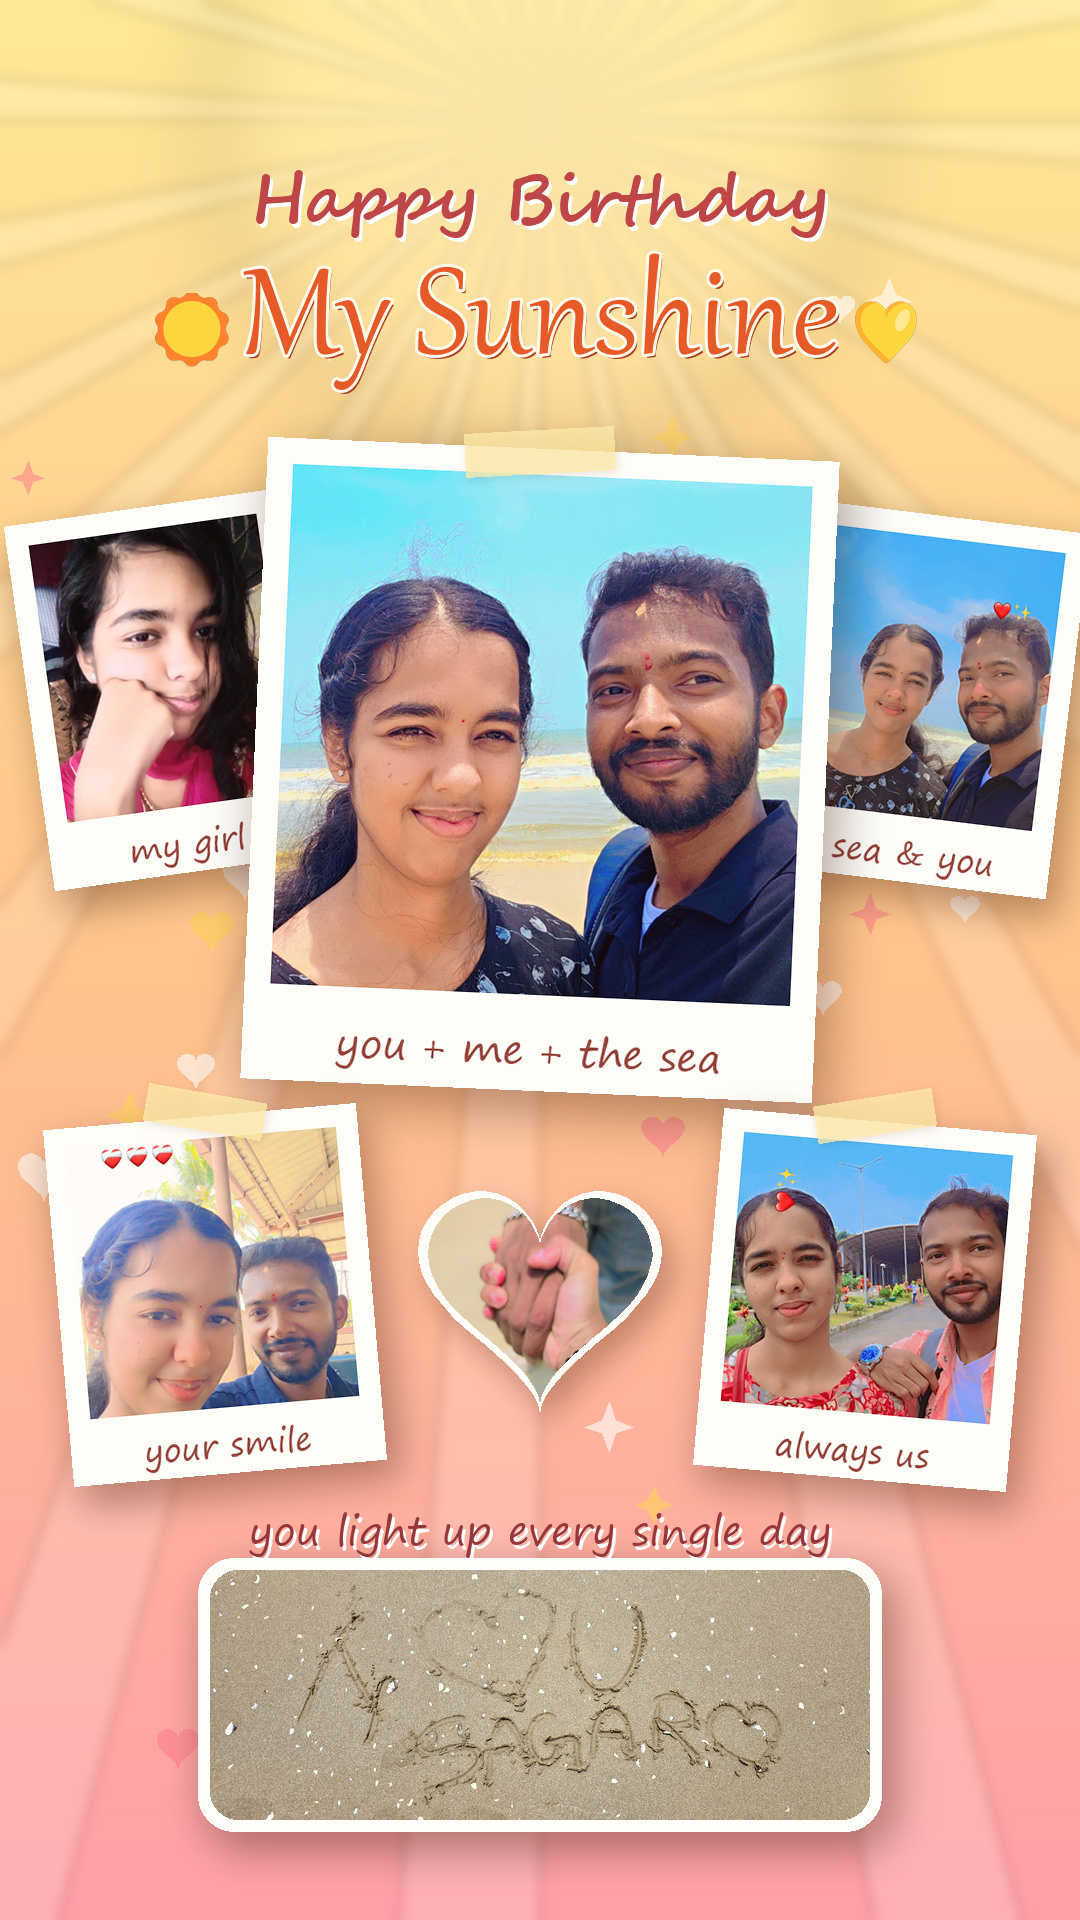 Happy Birthday
My Sunshine
my girl
sea & you
you + me + the sea
your smile
always us
you light up every single day
U
SAGAR